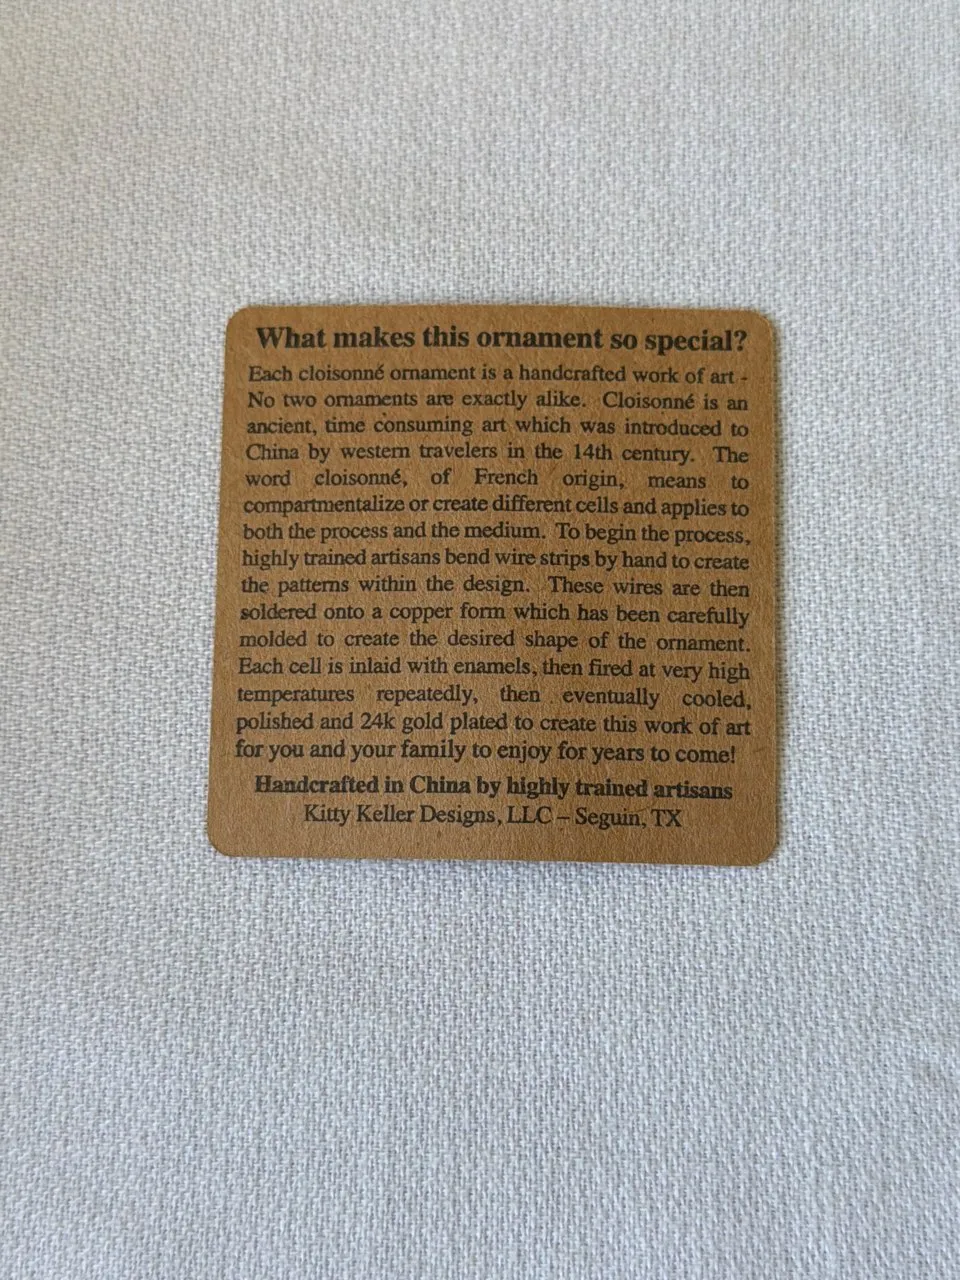 What makes this ornament so special?
Each cloisonné ornament is a handcrafted work of art -
No two ornaments are exactly alike. Cloisonné is an
ancient, time consuming art which was introduced to
China by western travelers in the 14th century. The
word cloisonné, of French origin, means to
compartmentalize or create different cells and applies to
both the process and the medium. To begin the process,
highly trained artisans bend wire strips by hand to create
the patterns within the design. These wires are then
soldered onto a copper form which has been carefully
molded to create the desired shape of the ornament.
Each cell is inlaid with enamels, then fired at very high
temperatures repeatedly, then eventually cooled,
polished and 24k gold plated to create this work of art
for you and your family to enjoy for years to come!
Handcrafted in China by highly trained artisans
Kitty Keller Designs, LLC – Seguin, TX